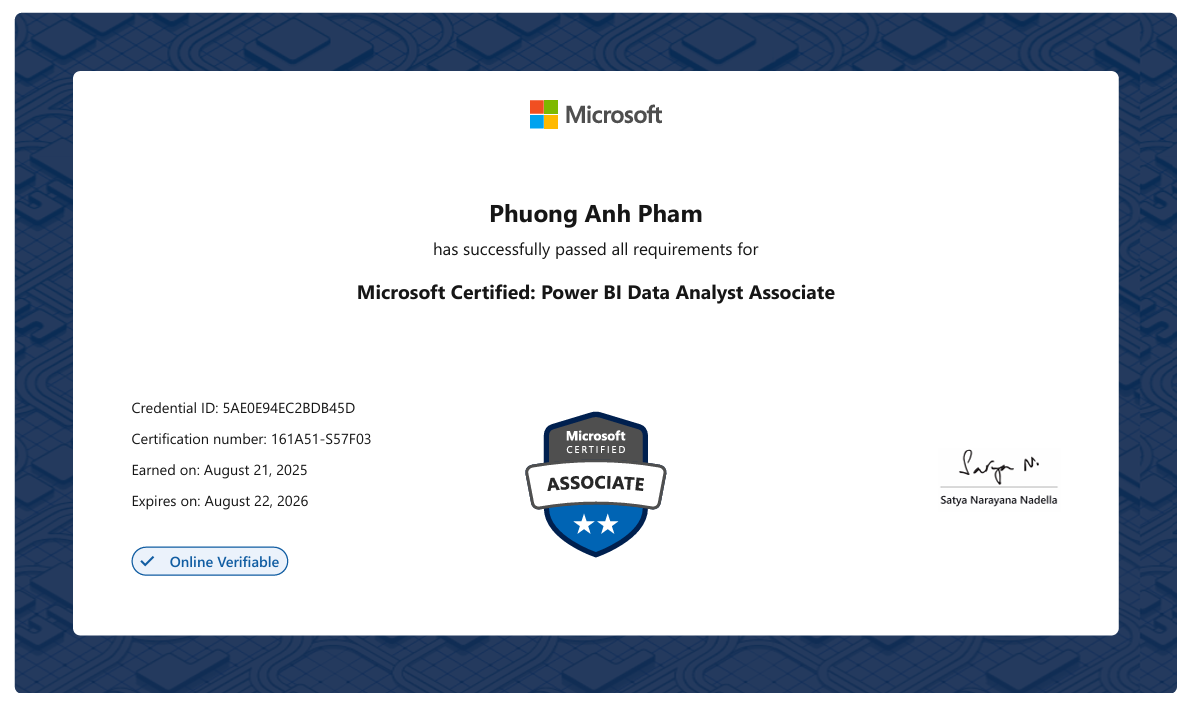 Microsoft
Phuong Anh Pham
has successfully passed all requirements for
Microsoft Certified: Power BI Data Analyst Associate
Credential ID: 5AE0E94EC2BDB45D
Certification number: 161A51-S57F03
Earned on: August 21, 2025
Expires on: August 22, 2026
Online Verifiable
Microsoft
CERTIFIED
ASSOCIATE
Satya N.
Satya Narayana Nadella